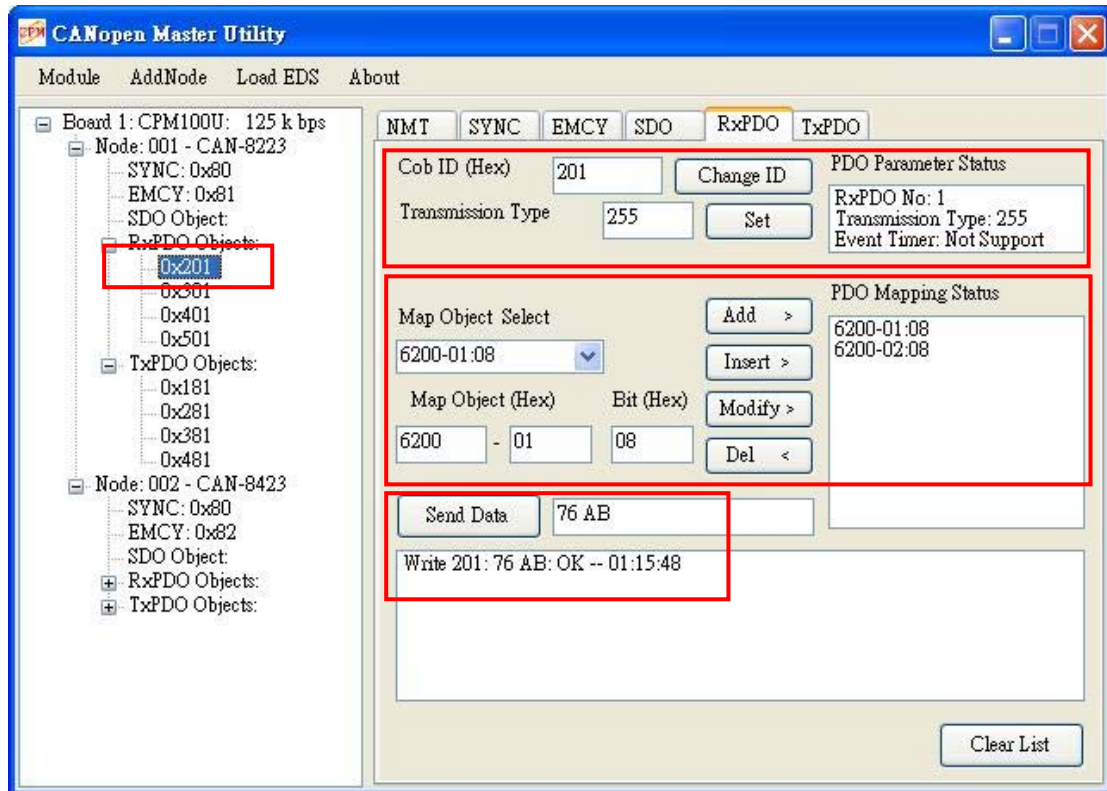 CPM CANopen Master Utility
Module AddNode Load EDS About
Board 1: CPM100U: 125 k bps
Node: 001 - CAN-8223
SYNC: 0x80
EMCY: 0x81
SDO Object:
RxPDO Objects:
0x201
0x301
0x401
0x501
TxPDO Objects:
0x181
0x281
0x381
0x481
Node: 002 - CAN-8423
SYNC: 0x80
EMCY: 0x82
SDO Object:
RxPDO Objects:
TxPDO Objects:
NMT SYNC EMCY SDO RxPDO TxPDO
Cob ID (Hex) 201 Change ID
Transmission Type 255 Set
PDO Parameter Status
RxPDO No: 1
Transmission Type: 255
Event Timer: Not Support
Map Object Select
6200-01:08
Map Object (Hex) Bit (Hex)
6200 - 01 08
Add >
Insert >
Modify >
Del <
PDO Mapping Status
6200-01:08
6200-02:08
Send Data 76 AB
Write 201: 76 AB: OK -- 01:15:48
Clear List